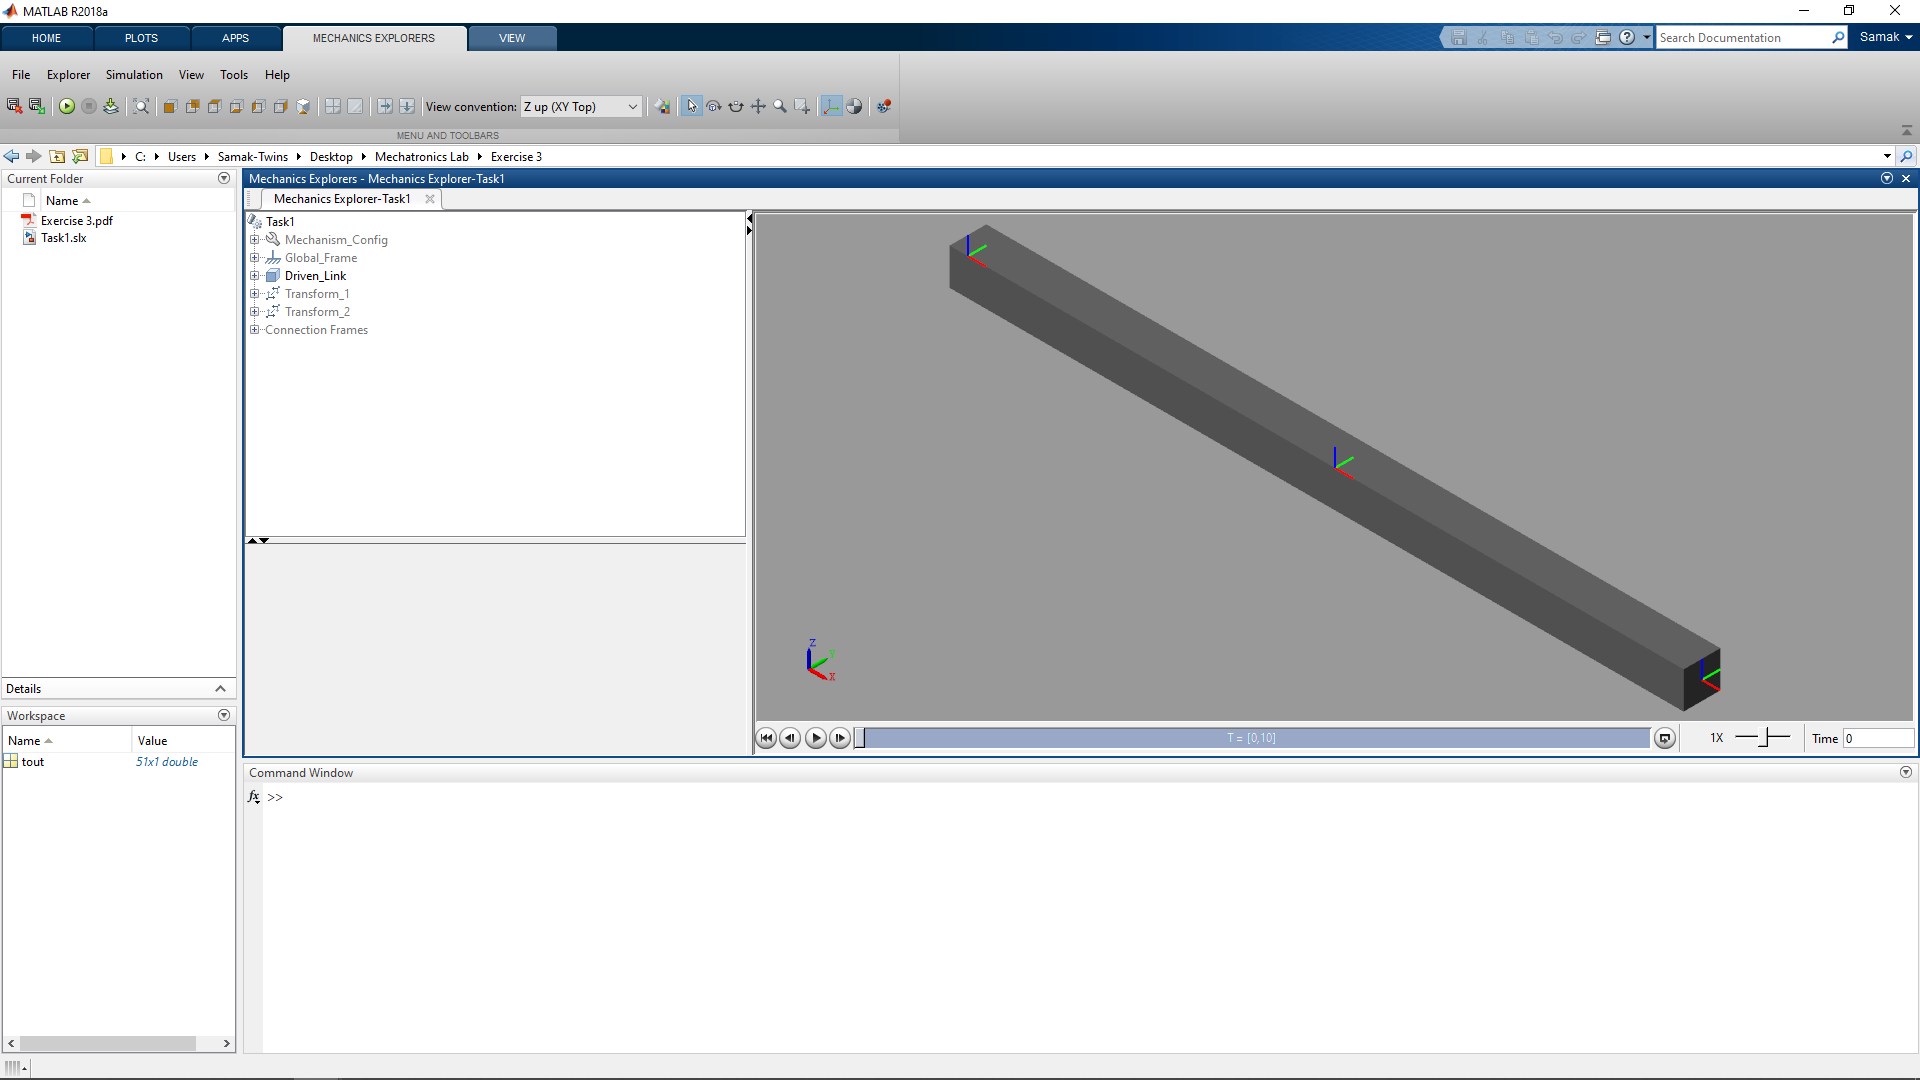 MATLAB R2018a
HOME PLOTS APPS MECHANICS EXPLORERS VIEW
Search Documentation
Samak
File Explorer Simulation View Tools Help
View convention: Z up (XY Top)
MENU AND TOOLBARS
C: Users Samak-Twins Desktop Mechatronics Lab Exercise 3
Current Folder
Name
Exercise 3.pdf
Task1.slx
Details
Workspace
Name Value
tout 51x1 double
Mechanics Explorers - Mechanics Explorer-Task1
Mechanics Explorer-Task1
Task1
Mechanism_Config
Global_Frame
Driven_Link
Transform_1
Transform_2
Connection Frames
Z
Y
X
T = [0,10]
1X
Time 0
Command Window
fx >>